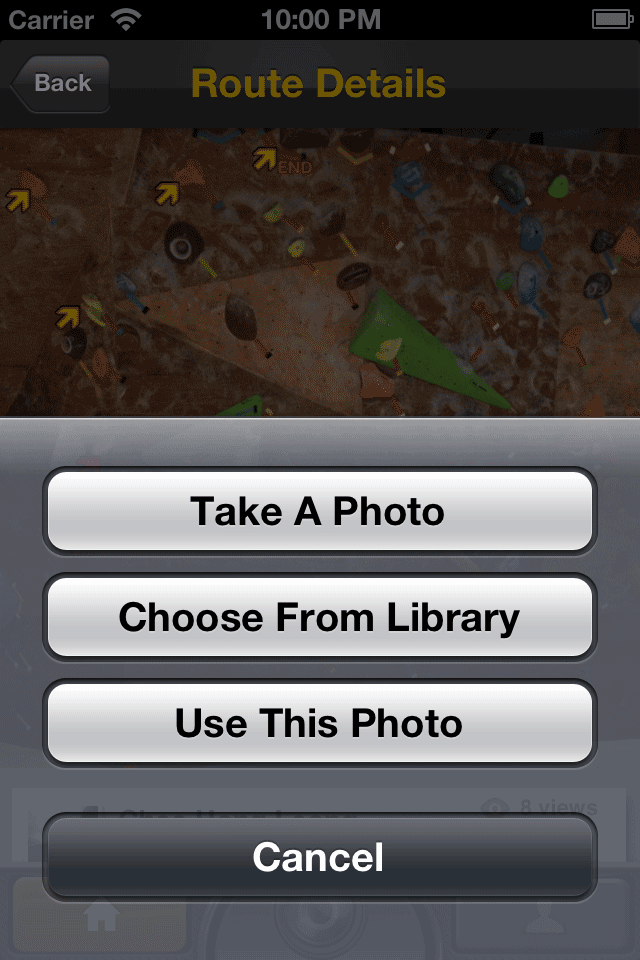 Carrier 10:00 PM
Back Route Details
END
Take A Photo
Choose From Library
Use This Photo
8 views
Cancel